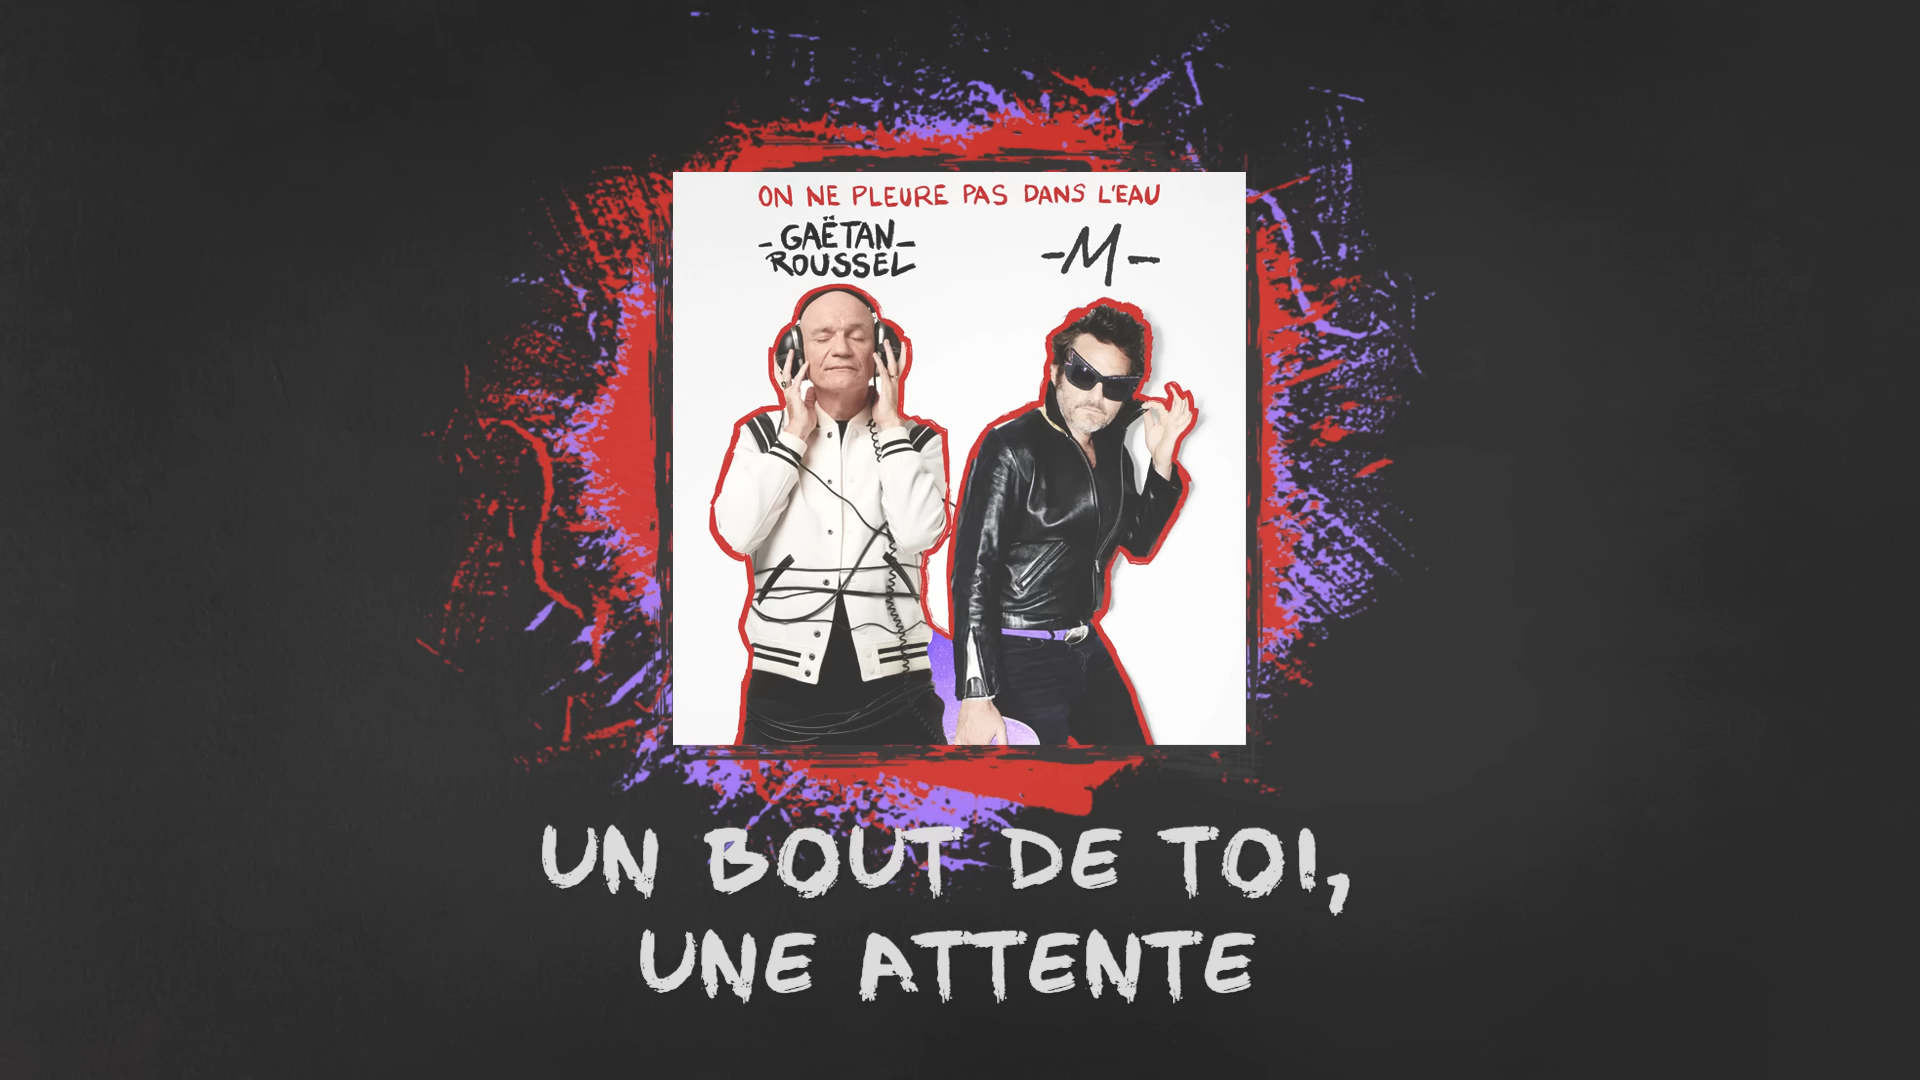 ON NE PLEURE PAS DANS L'EAU
-GAËTAN-
ROUSSEL
-M-
UN BOUT DE TOI,
UNE ATTENTE